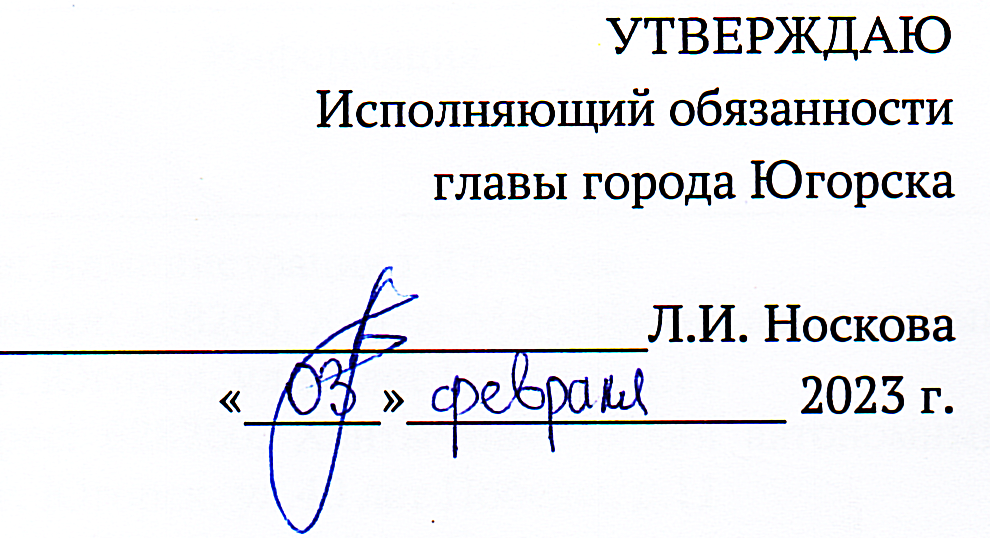 УТВЕРЖДАЮ
Исполняющий обязанности
главы города Югорска
Л.И. Носкова
« 03 » февраля 2023 г.